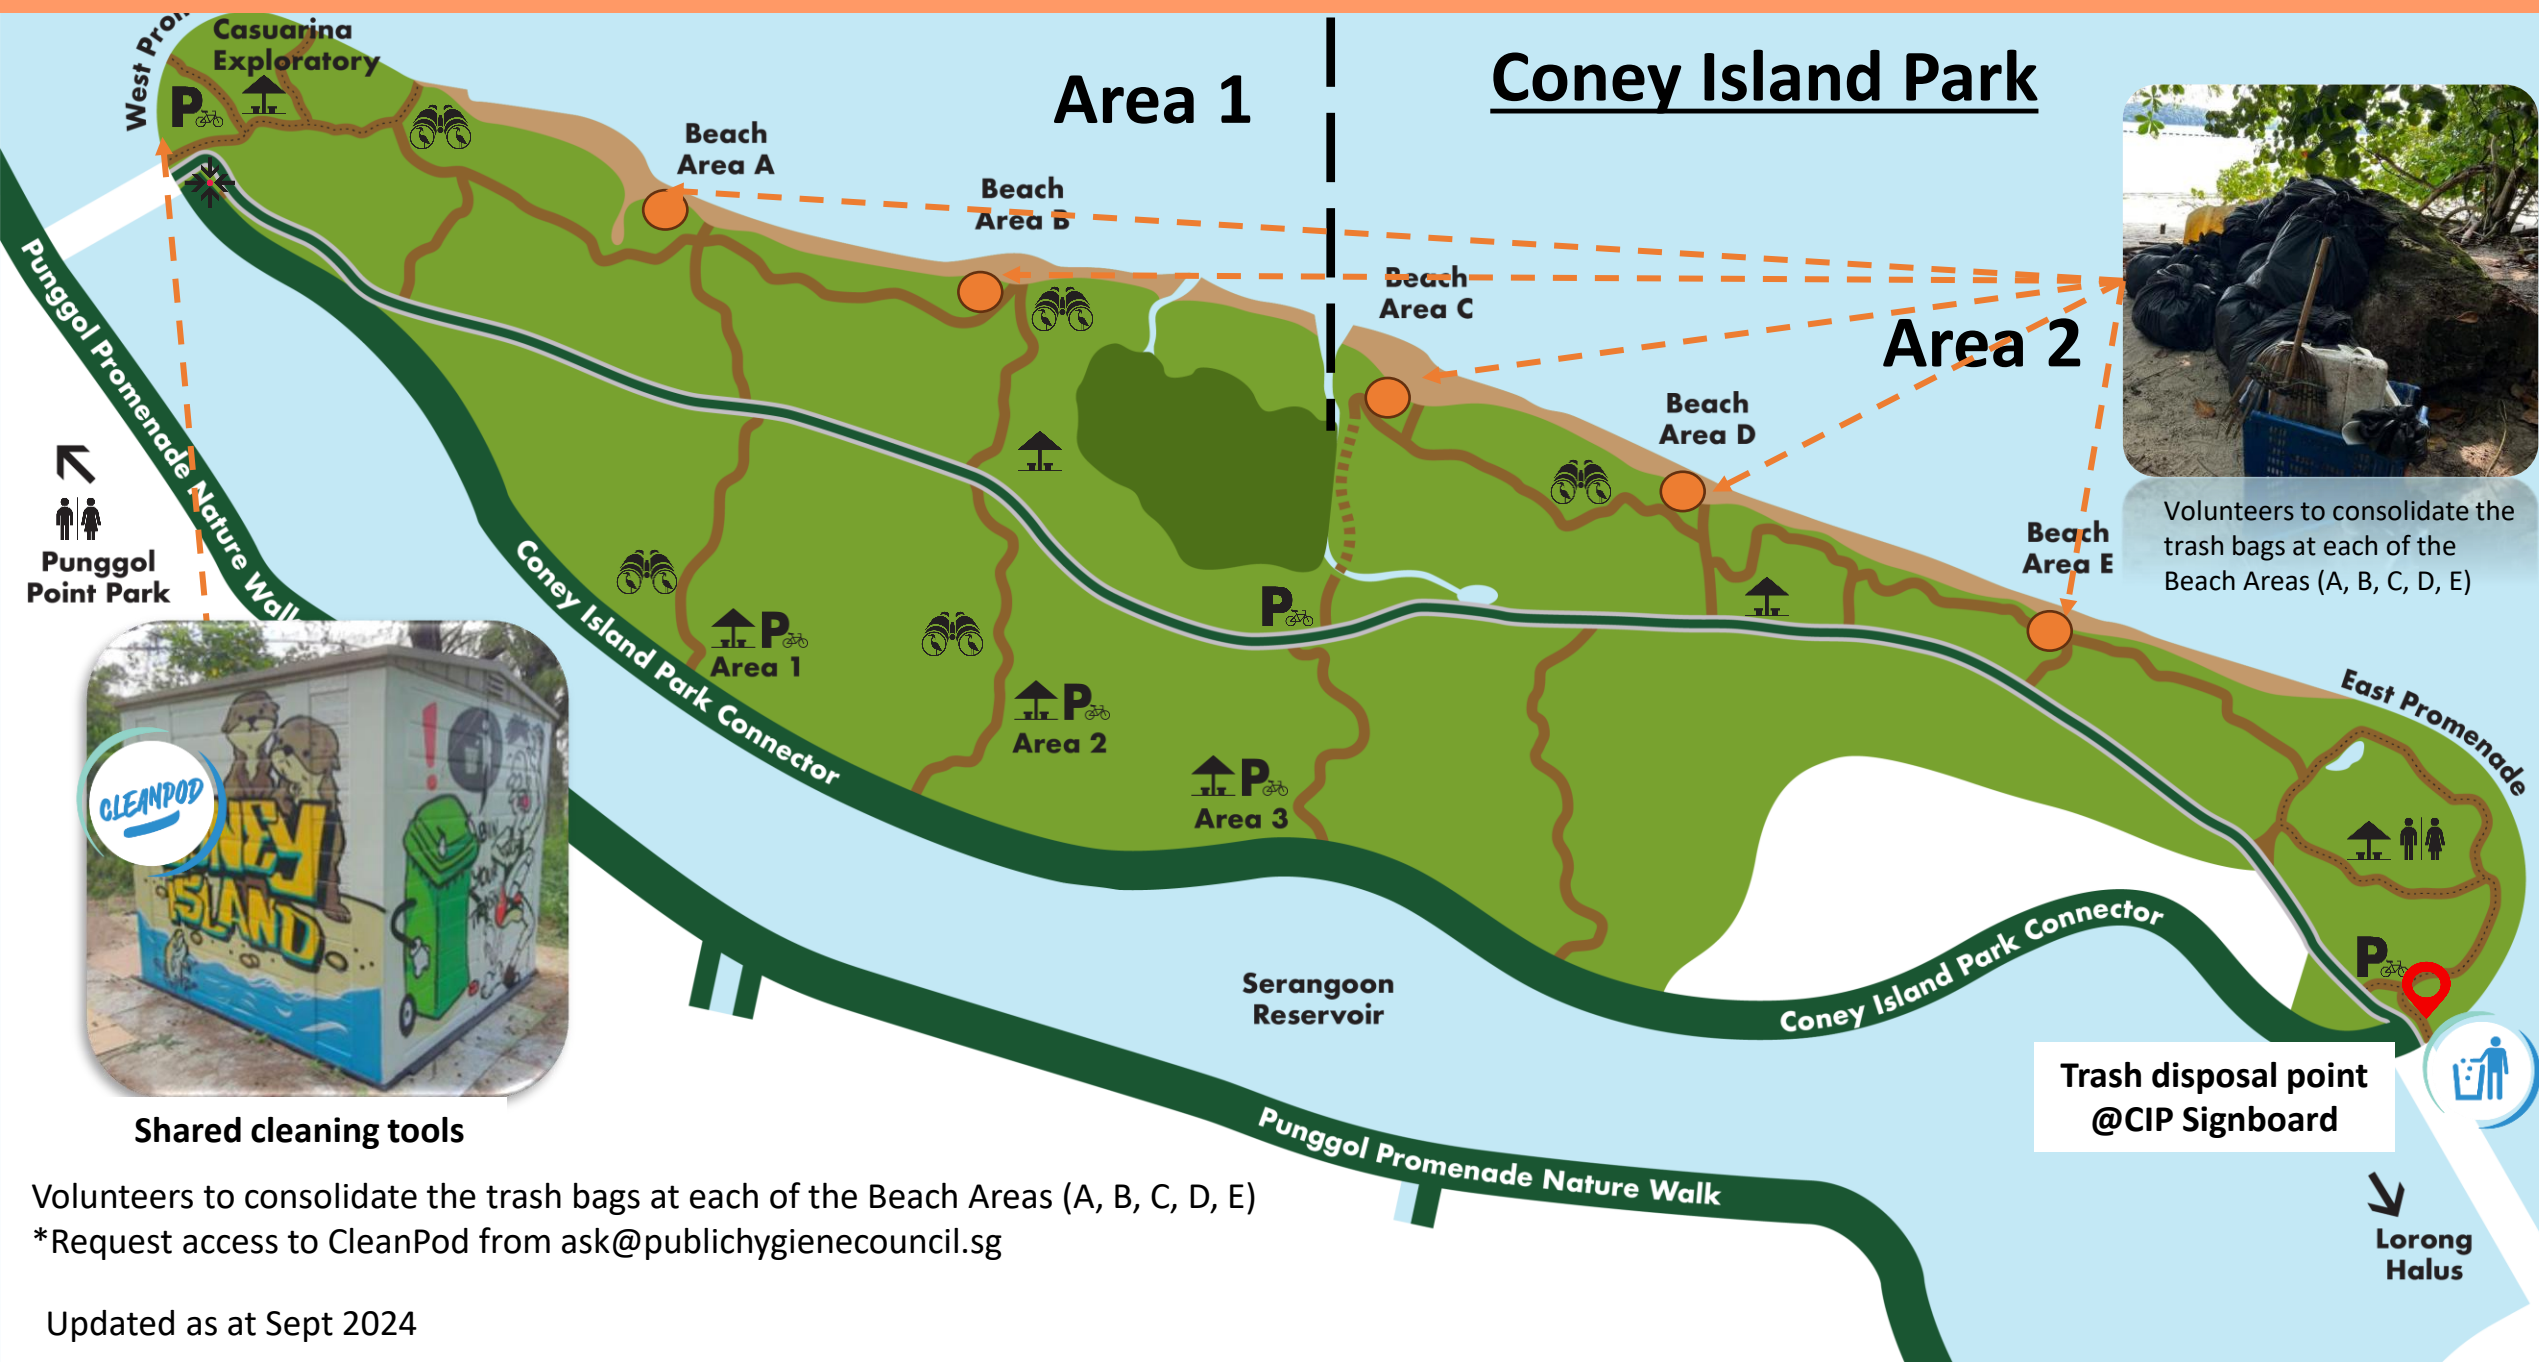 Coney Island Park
Area 1
Area 2
West Pro
Casuarina
Exploratory
P
Beach
Area A
Beach
Area B
Beach
Area C
Beach
Area D
Beach
Area E
Volunteers to consolidate the
trash bags at each of the
Beach Areas (A, B, C, D, E)
Punggol Promenade Nature Walk
Punggol
Point Park
Coney Island Park Connector
P
Area 1
P
Area 2
P
P
Area 3
East Promenade
P
CLEANPOD
NEY
ISLAND
!
Serangoon
Reservoir
Coney Island Park Connector
Punggol Promenade Nature Walk
Trash disposal point
@CIP Signboard
Lorong
Halus
Shared cleaning tools
Volunteers to consolidate the trash bags at each of the Beach Areas (A, B, C, D, E)
*Request access to CleanPod from ask@publichygienecouncil.sg
Updated as at Sept 2024